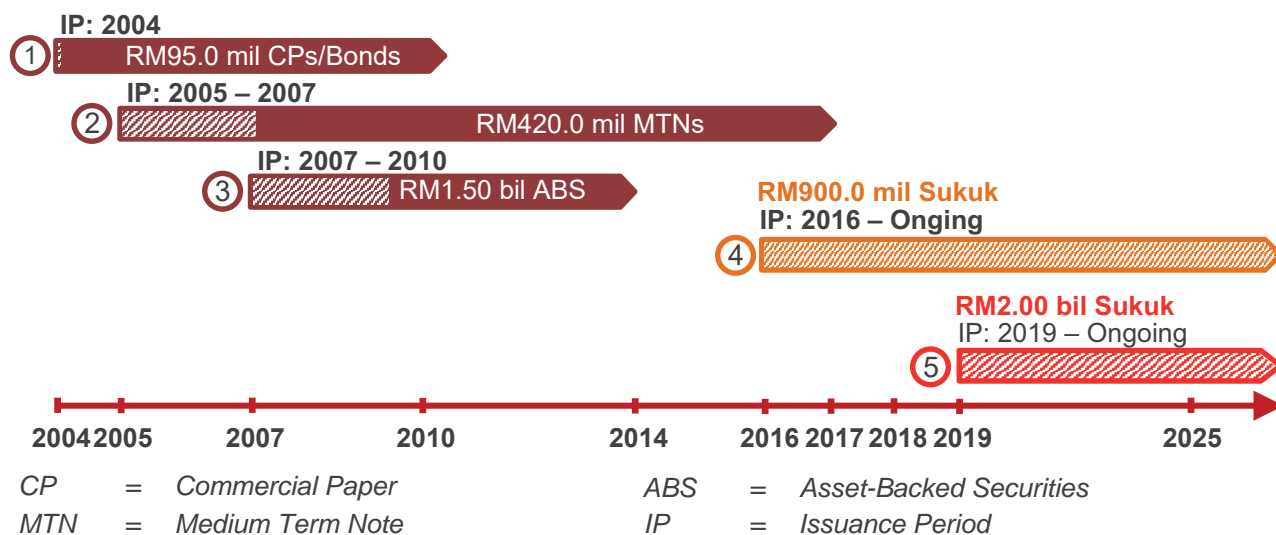 IP: 2004
1 RM95.0 mil CPs/Bonds
IP: 2005 – 2007
2 RM420.0 mil MTNs
IP: 2007 – 2010
3 RM1.50 bil ABS
RM900.0 mil Sukuk
IP: 2016 – Onging
4
RM2.00 bil Sukuk
IP: 2019 – Ongoing
5
2004 2005 2007 2010 2014 2016 2017 2018 2019 2025
CP = Commercial Paper ABS = Asset-Backed Securities
MTN = Medium Term Note IP = Issuance Period